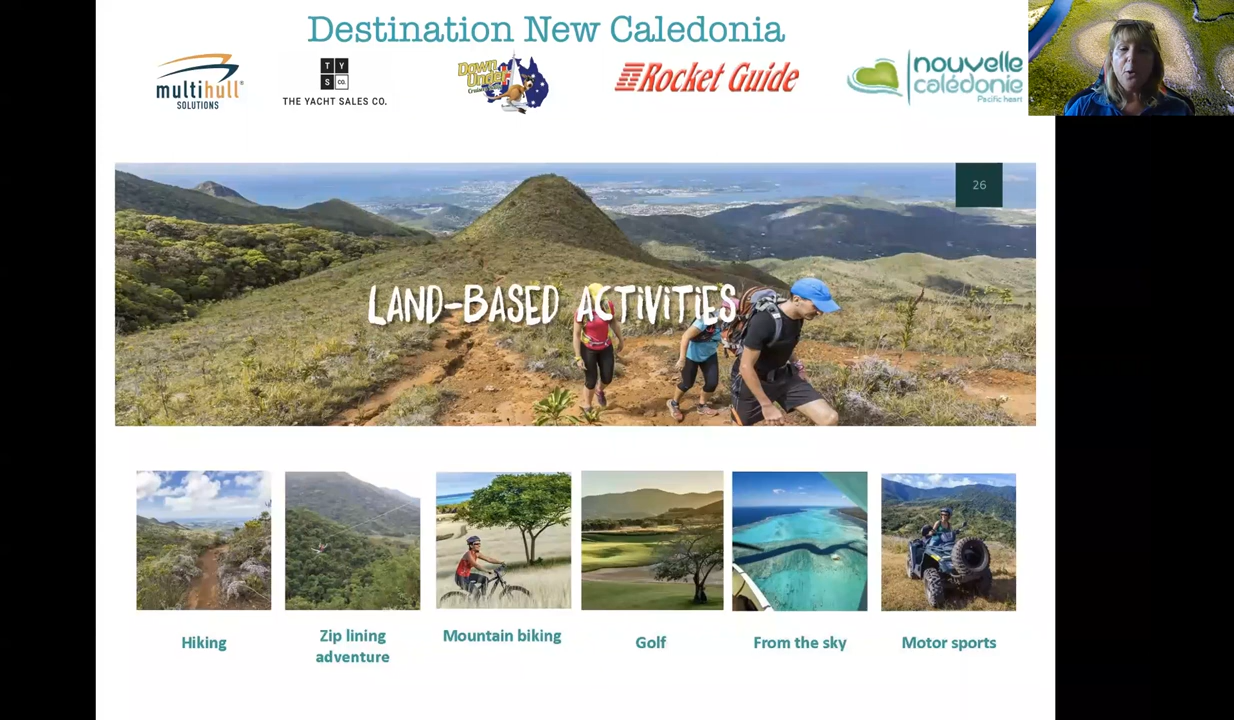 Destination New Caledonia
multihull
SOLUTIONS
T Y
S CO.
THE YACHT SALES CO.
Down
Under
Rocket Guide
nouvelle
calédonie
Pacific heart
26
LAND-BASED ACTIVITIES
Hiking
Zip lining
adventure
Mountain biking
Golf
From the sky
Motor sports